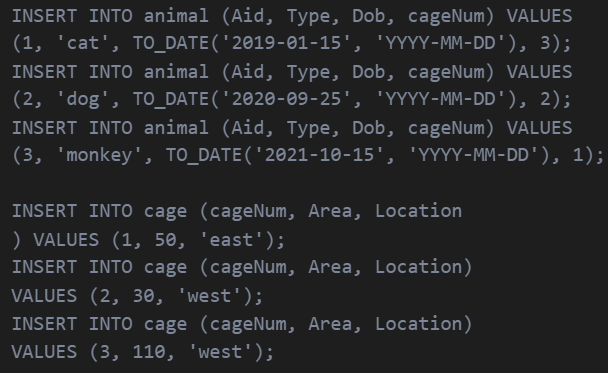 INSERT INTO animal (Aid, Type, Dob, cageNum) VALUES
(1, 'cat', TO_DATE('2019-01-15', 'YYYY-MM-DD'), 3);
INSERT INTO animal (Aid, Type, Dob, cageNum) VALUES
(2, 'dog', TO_DATE('2020-09-25', 'YYYY-MM-DD'), 2);
INSERT INTO animal (Aid, Type, Dob, cageNum) VALUES
(3, 'monkey', TO_DATE('2021-10-15', 'YYYY-MM-DD'), 1);
INSERT INTO cage (cageNum, Area, Location
) VALUES (1, 50, 'east');
INSERT INTO cage (cageNum, Area, Location)
VALUES (2, 30, 'west');
INSERT INTO cage (cageNum, Area, Location)
VALUES (3, 110, 'west');